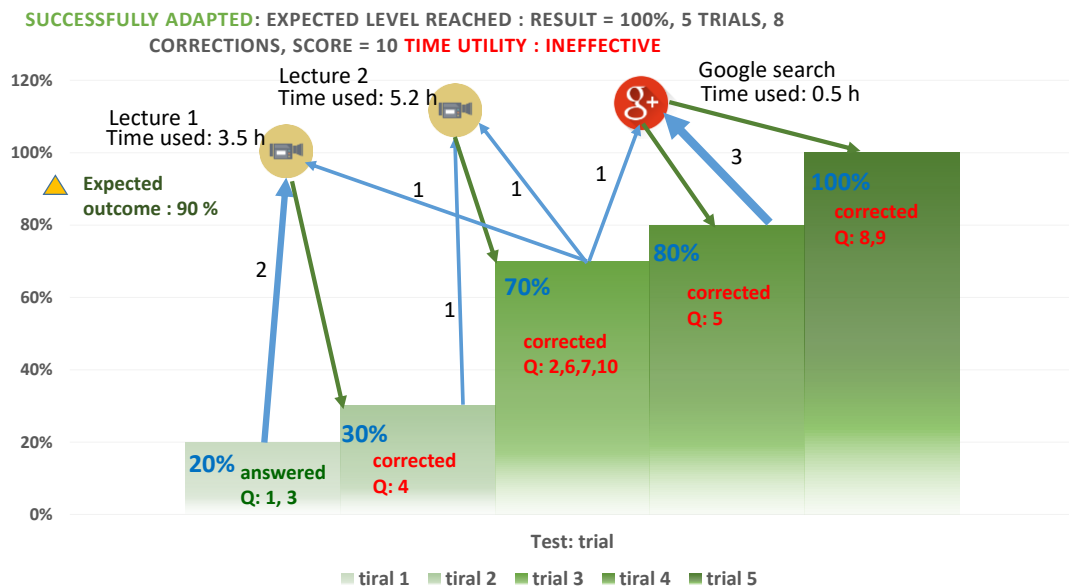 SUCCESSFULLY ADAPTED: EXPECTED LEVEL REACHED : RESULT = 100%, 5 TRIALS, 8
CORRECTIONS, SCORE = 10 TIME UTILITY : INEFFECTIVE
120%
100%
80%
60%
40%
20%
0%
Lecture 1
Time used: 3.5 h
Lecture 2
Time used: 5.2 h
g+
Google search
Time used: 0.5 h
Expected
outcome : 90 %
2
1
1
1
1
3
20%
answered
Q: 1, 3
30%
corrected
Q: 4
70%
corrected
Q: 2,6,7,10
80%
corrected
Q: 5
100%
corrected
Q: 8,9
Test: trial
tiral 1
tiral 2
trial 3
tiral 4
trial 5